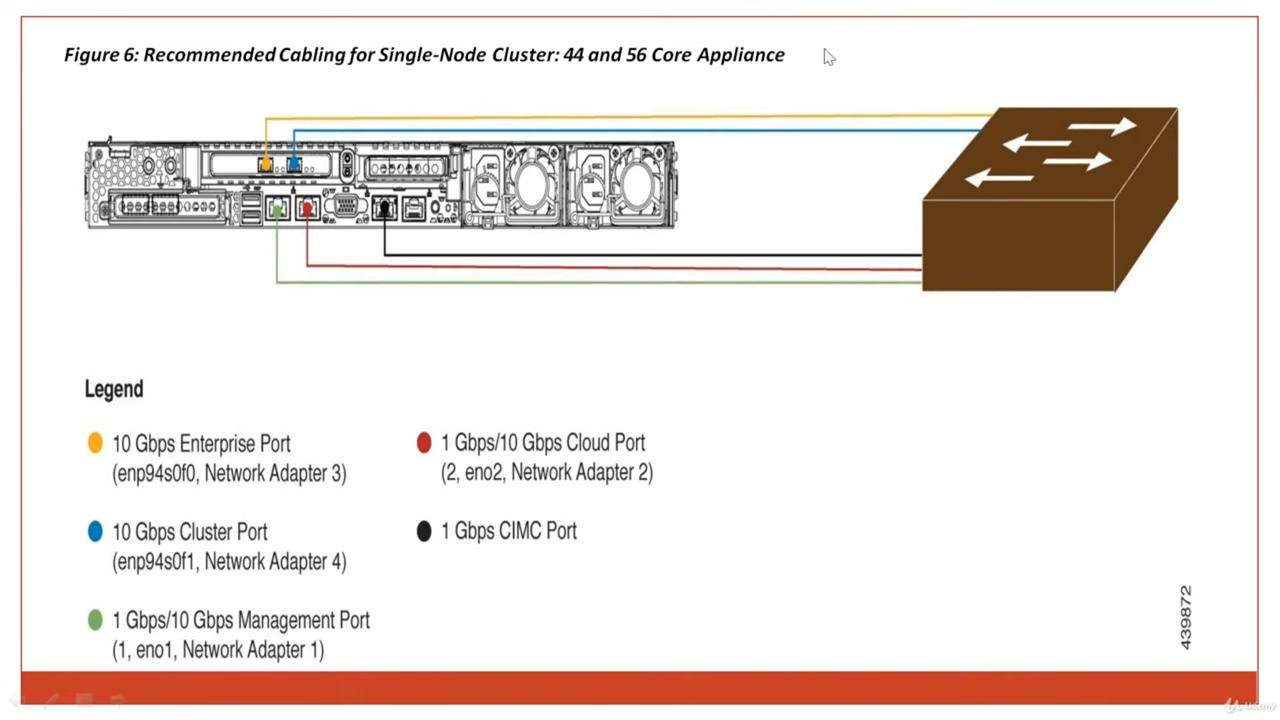 Figure 6: Recommended Cabling for Single-Node Cluster: 44 and 56 Core Appliance
Legend
10 Gbps Enterprise Port
(enp94s0f0, Network Adapter 3)
10 Gbps Cluster Port
(enp94s0f1, Network Adapter 4)
1 Gbps/10 Gbps Management Port
(1, eno1, Network Adapter 1)
1 Gbps/10 Gbps Cloud Port
(2, eno2, Network Adapter 2)
1 Gbps CIMC Port
439872
Udemy